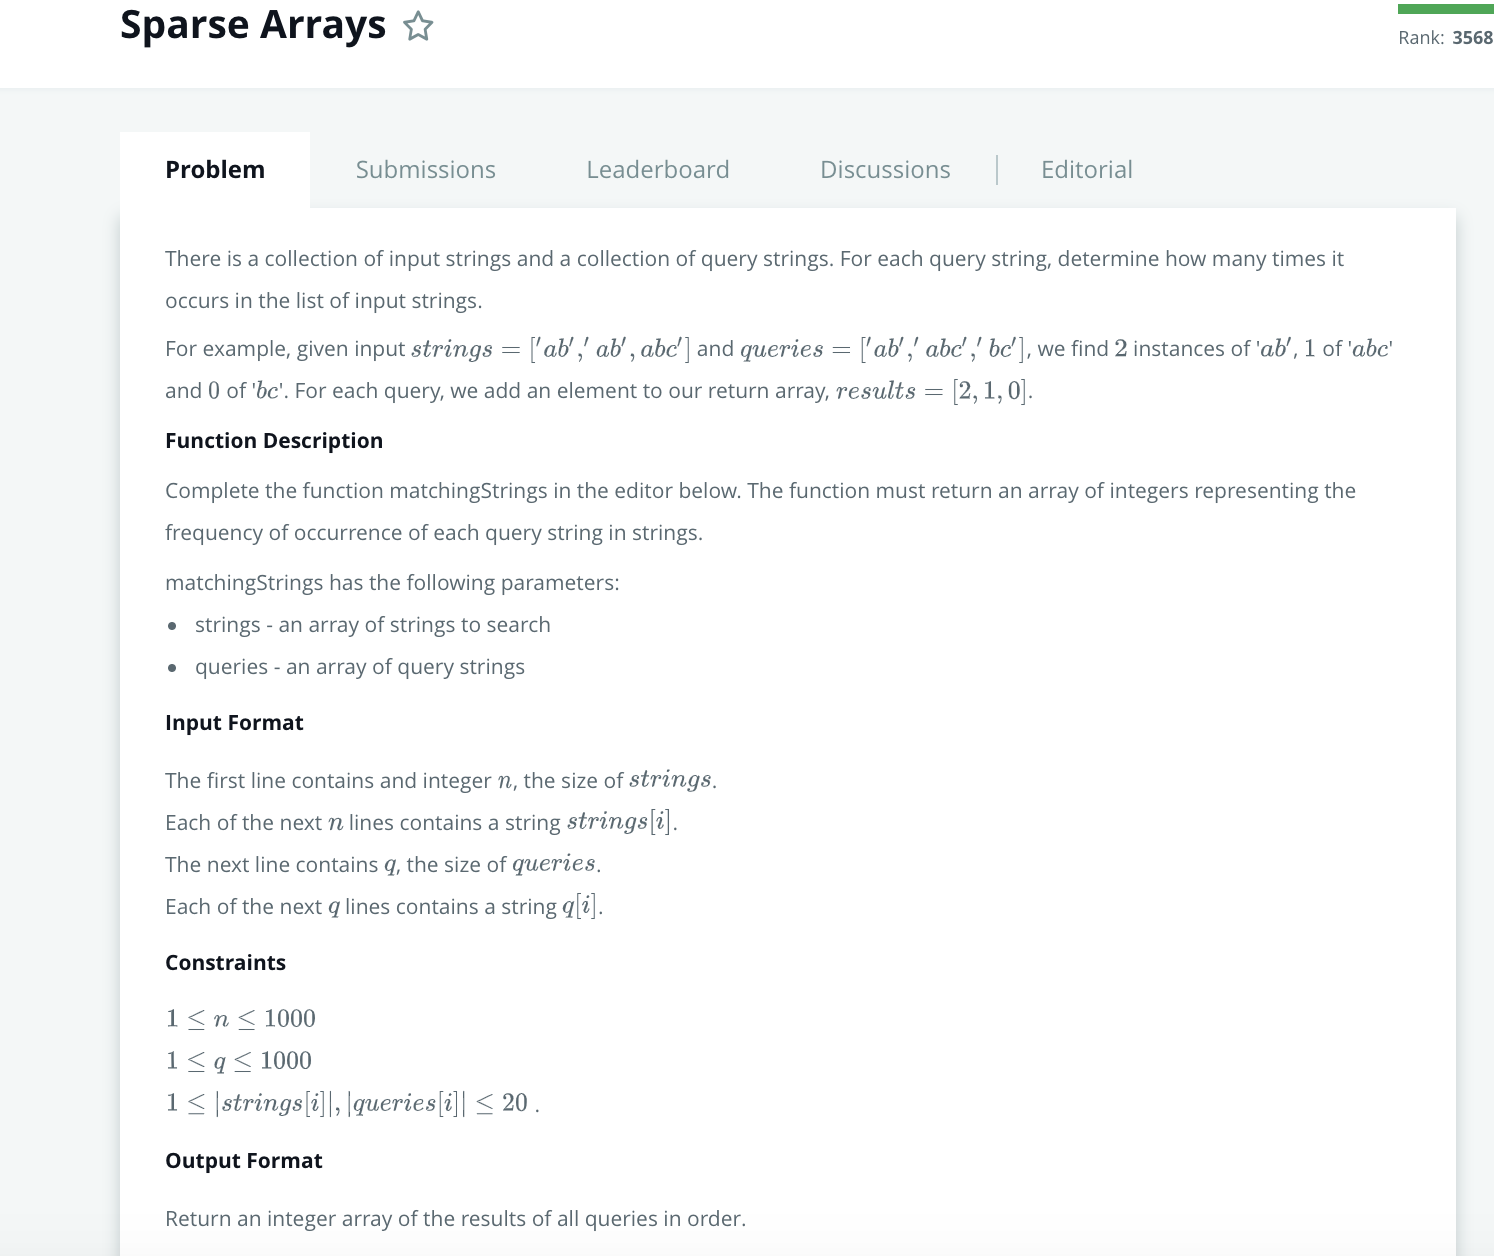 Sparse Arrays
Rank: 3568
Problem
Submissions
Leaderboard
Discussions
Editorial
There is a collection of input strings and a collection of query strings. For each query string, determine how many times it
occurs in the list of input strings.
For example, given input strings = ['ab',' ab', abc'] and queries = ['ab',' abc',' bc'], we find 2 instances of 'ab', 1 of 'abc'
and 0 of 'bc'. For each query, we add an element to our return array, results = [2, 1, 0].
Function Description
Complete the function matchingStrings in the editor below. The function must return an array of integers representing the
frequency of occurrence of each query string in strings.
matchingStrings has the following parameters:
• strings - an array of strings to search
• queries - an array of query strings
Input Format
The first line contains and integer n, the size of strings.
Each of the next n lines contains a string strings[i].
The next line contains q, the size of queries.
Each of the next q lines contains a string q[i].
Constraints
1 ≤ n ≤ 1000
1 ≤ q ≤ 1000
1 ≤ |strings[i]|, |queries[i]| ≤ 20 .
Output Format
Return an integer array of the results of all queries in order.